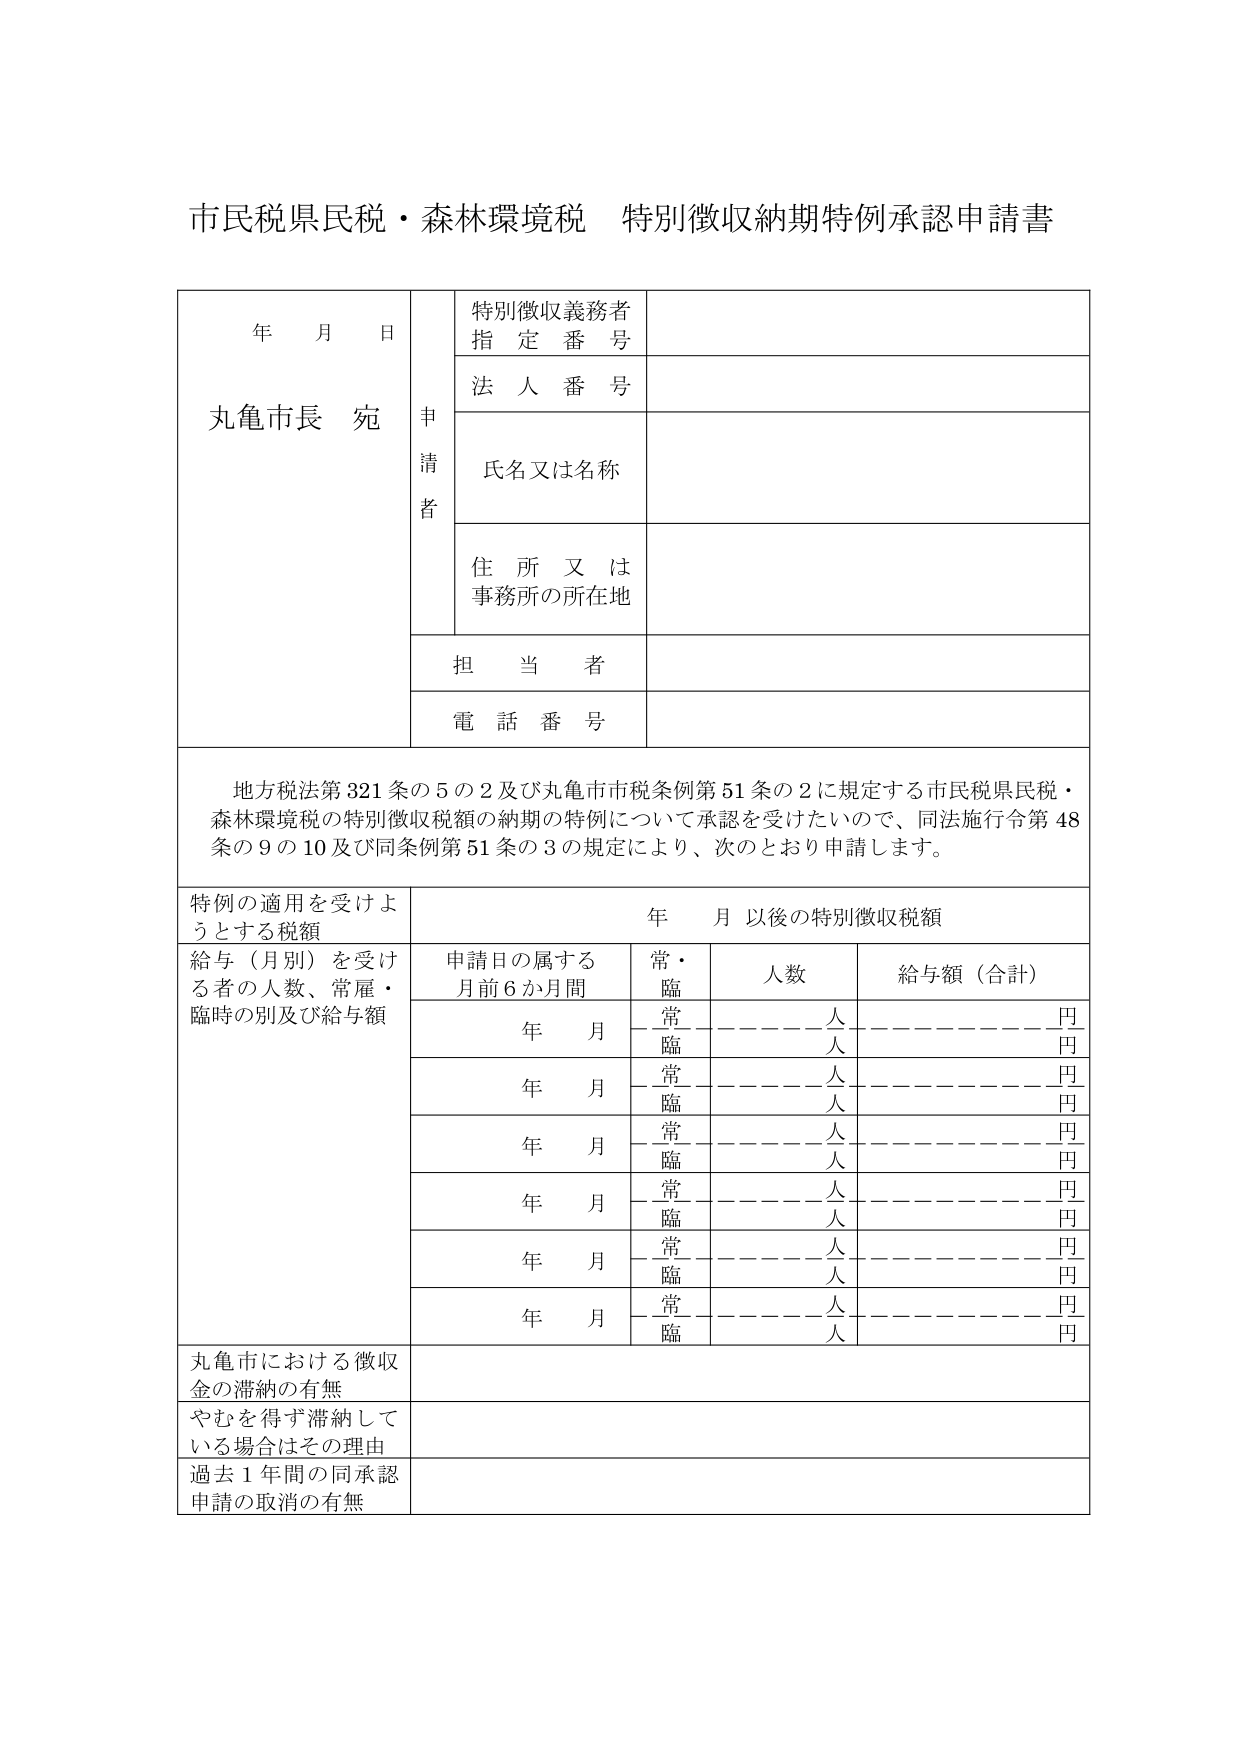 市民税県民税・森林環境税　特別徴収納期特例承認申請書
年　月　日
丸亀市長　宛
申
請
者
特別徴収義務者
指　定　番　号
法　人　番　号
氏名又は名称
住　所　又　は
事務所の所在地
担　当　者
電　話　番　号
地方税法第321条の５の２及び丸亀市市税条例第51条の２に規定する市民税県民税・
森林環境税の特別徴収税額の納期の特例について承認を受けたいので、同法施行令第48
条の９の10及び同条例第51条の３の規定により、次のとおり申請します。
特例の適用を受けよ
うとする税額
年　月 以後の特別徴収税額
給与（月別）を受け
る者の人数、常雇・
臨時の別及び給与額
申請日の属する
月前６か月間
常・
臨
人数
給与額（合計）
年　月
常　人　円
臨　人　円
年　月
常　人　円
臨　人　円
年　月
常　人　円
臨　人　円
年　月
常　人　円
臨　人　円
年　月
常　人　円
臨　人　円
年　月
常　人　円
臨　人　円
丸亀市における徴収
金の滞納の有無
やむを得ず滞納して
いる場合はその理由
過去１年間の同承認
申請の取消の有無